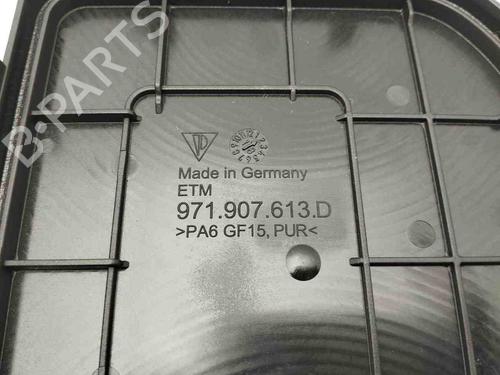 B-PARTS
Made in Germany
ETM
971.907.613.D
>PA6 GF15, PUR<